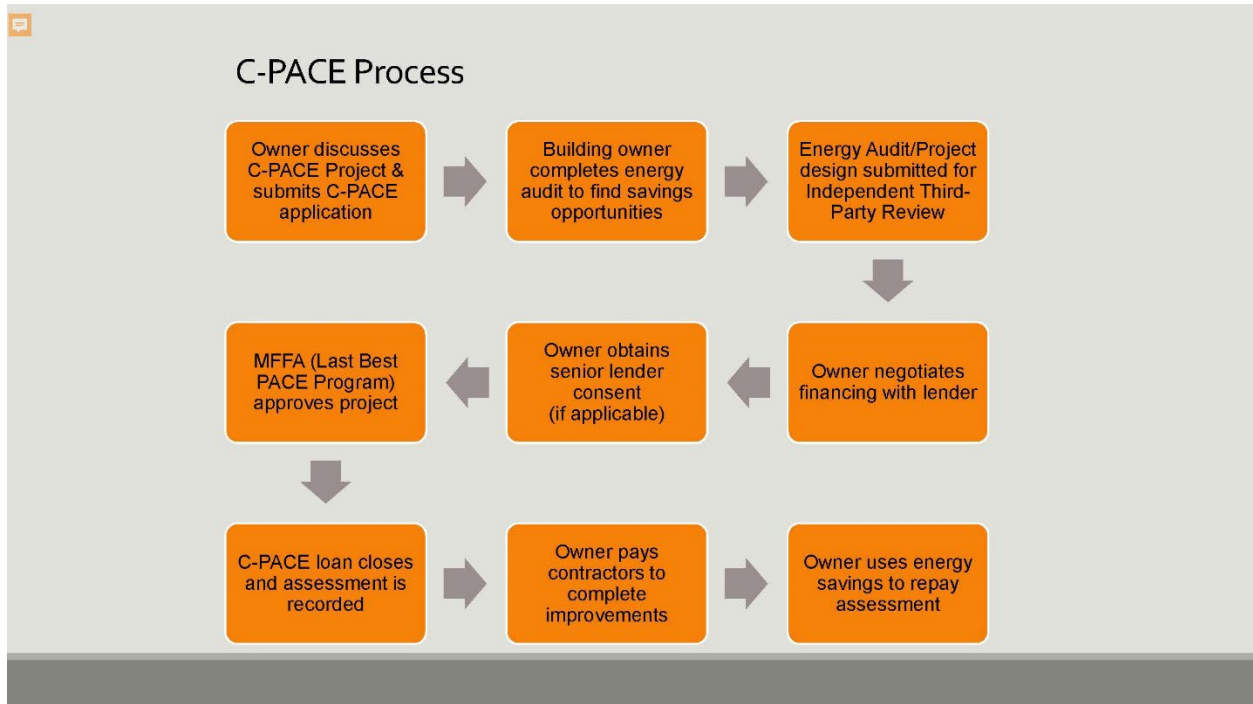 C-PACE Process
Owner discusses
C-PACE Project &
submits C-PACE
application
Building owner
completes energy
audit to find savings
opportunities
Energy Audit/Project
design submitted for
Independent Third-
Party Review
Owner negotiates
financing with lender
Owner obtains
senior lender
consent
(if applicable)
MFFA (Last Best
PACE Program)
approves project
C-PACE loan closes
and assessment is
recorded
Owner pays
contractors to
complete
improvements
Owner uses energy
savings to repay
assessment